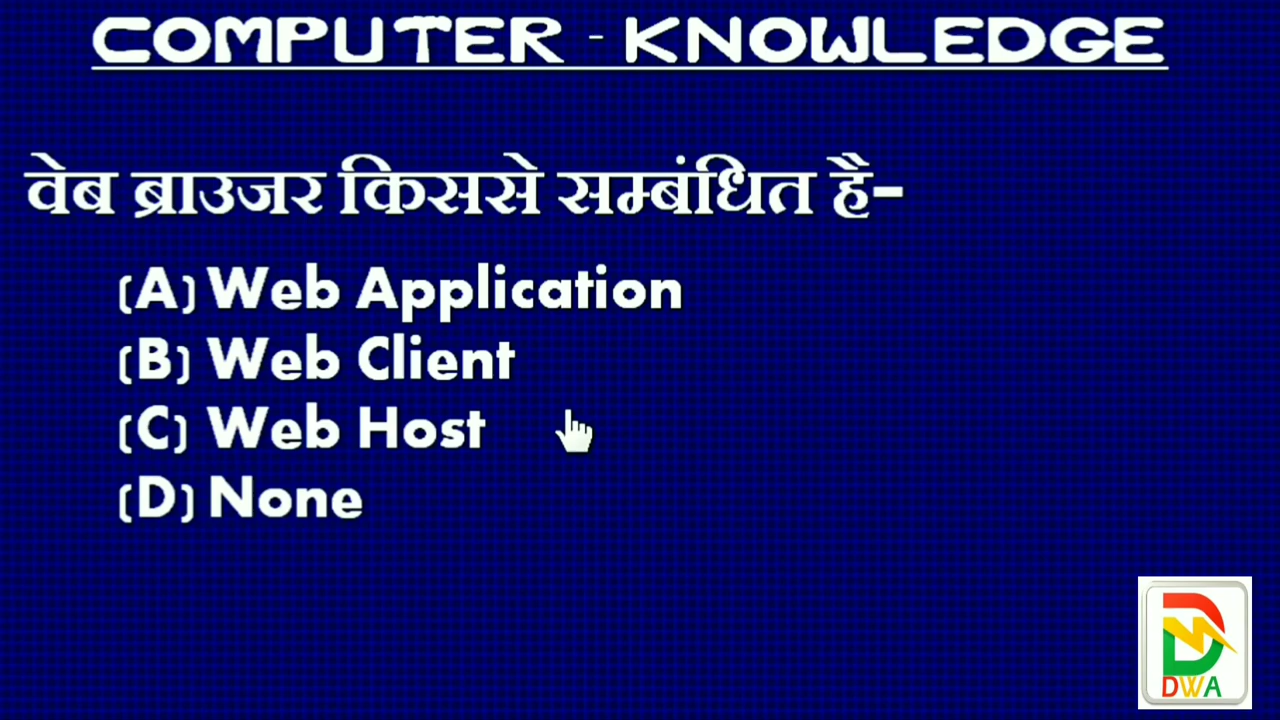 COMPUTER - KNOWLEDGE
वेब ब्राउजर किससे सम्बंधित है-
(A) Web Application
(B) Web Client
(C) Web Host
(D) None
DWA